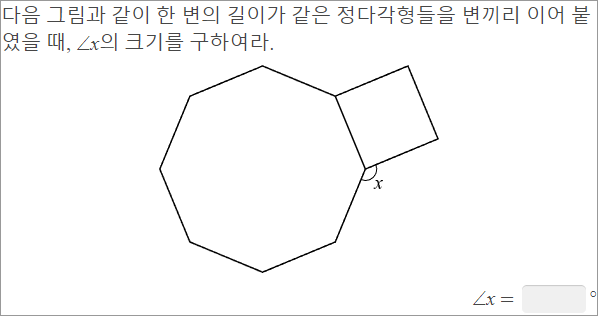 다음 그림과 같이 한 변의 길이가 같은 정다각형들을 변끼리 이어 붙
였을 때, ∠x의 크기를 구하여라.
x
∠x = °